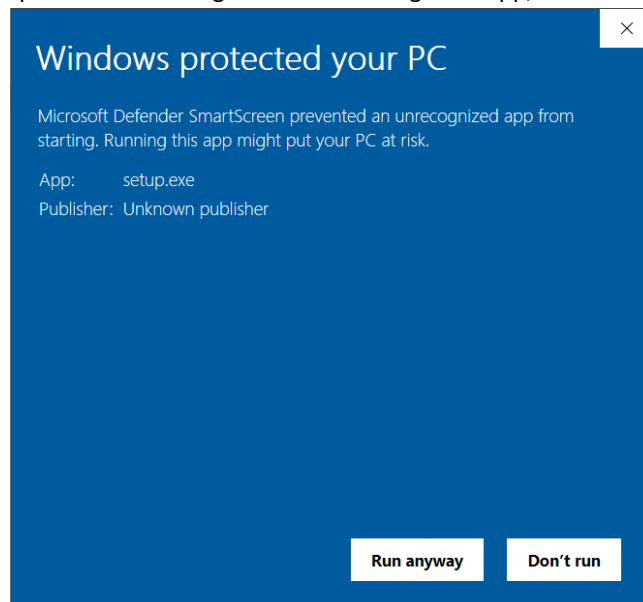 Windows protected your PC
Microsoft Defender SmartScreen prevented an unrecognized app from
starting. Running this app might put your PC at risk.
App: setup.exe
Publisher: Unknown publisher
Run anyway Don't run